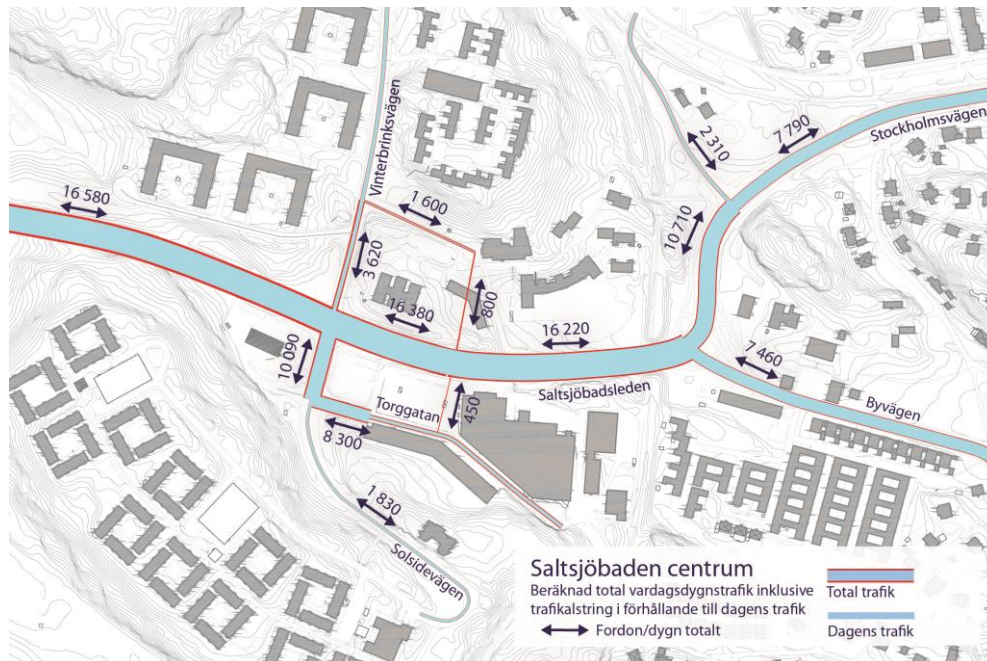 16 580
Vinterbrinksvägen
1 600
3 620
16 380
800
10 090
Torggatan
450
8 300
1 830
Solsidevägen
16 220
Saltsjöbadsleden
2 310
7 790
Stockholmsvägen
10 710
7 460
Byvägen
Saltsjöbaden centrum
Beräknad total vardagsdygnstrafik inklusive
trafikalstring i förhållande till dagens trafik
Fordon/dygn totalt
Total trafik
Dagens trafik